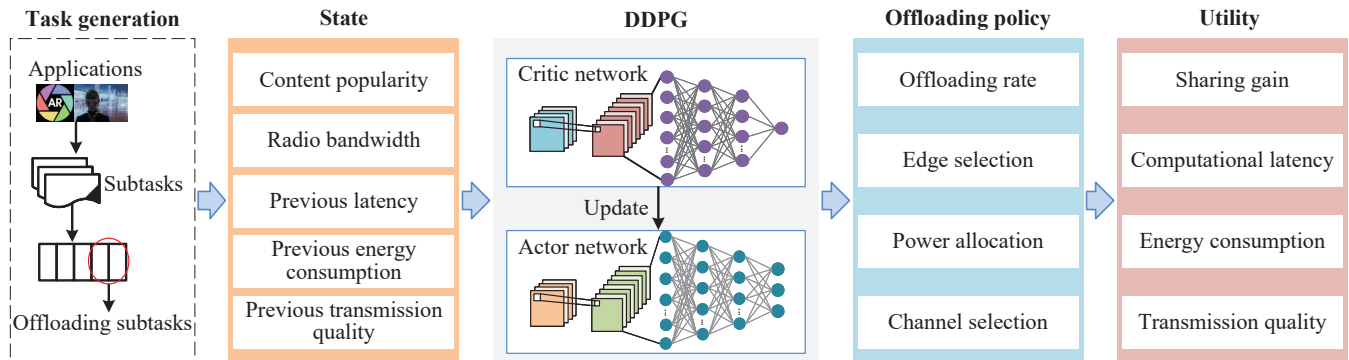 Task generation
Applications
AR
Subtasks
Offloading subtasks
State
Content popularity
Radio bandwidth
Previous latency
Previous energy
consumption
Previous transmission
quality
DDPG
Critic network
Update
Actor network
Offloading policy
Offloading rate
Edge selection
Power allocation
Channel selection
Utility
Sharing gain
Computational latency
Energy consumption
Transmission quality